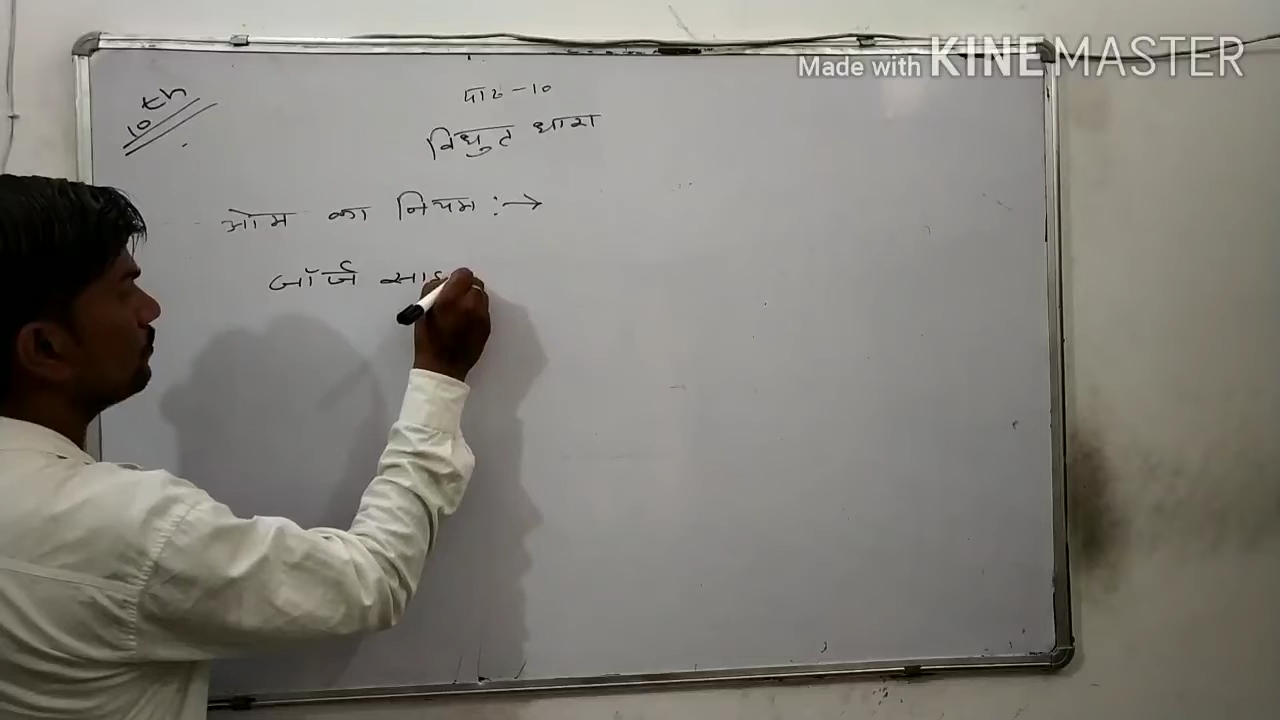 Made with KINEMASTER
10th
पाठ-10
विधुत धारा
ओम का नियम :→
जॉर्ज साइ